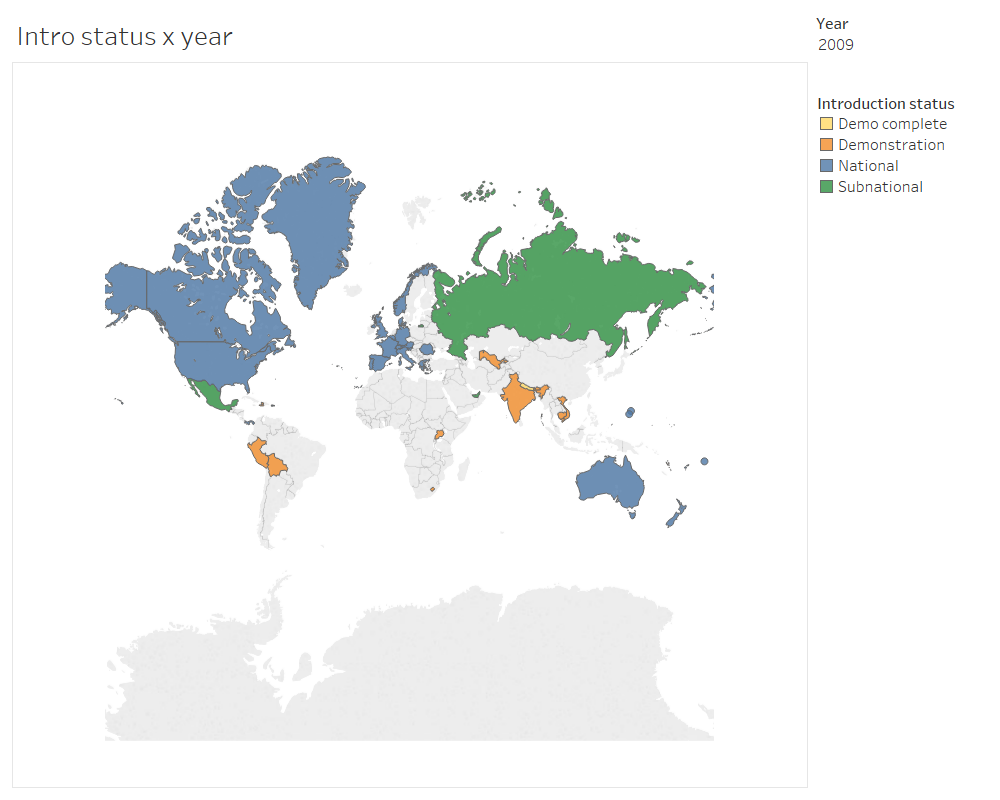 Intro status x year
Year
2009
Introduction status
Demo complete
Demonstration
National
Subnational